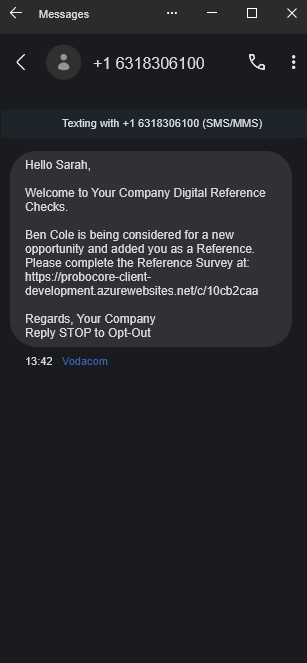 Messages
+1 6318306100
Texting with +1 6318306100 (SMS/MMS)
Hello Sarah,
Welcome to Your Company Digital Reference
Checks.
Ben Cole is being considered for a new
opportunity and added you as a Reference.
Please complete the Reference Survey at:
https://probocore-client-
development.azurewebsites.net/c/10cb2caa
Regards, Your Company
Reply STOP to Opt-Out
13:42 Vodacom